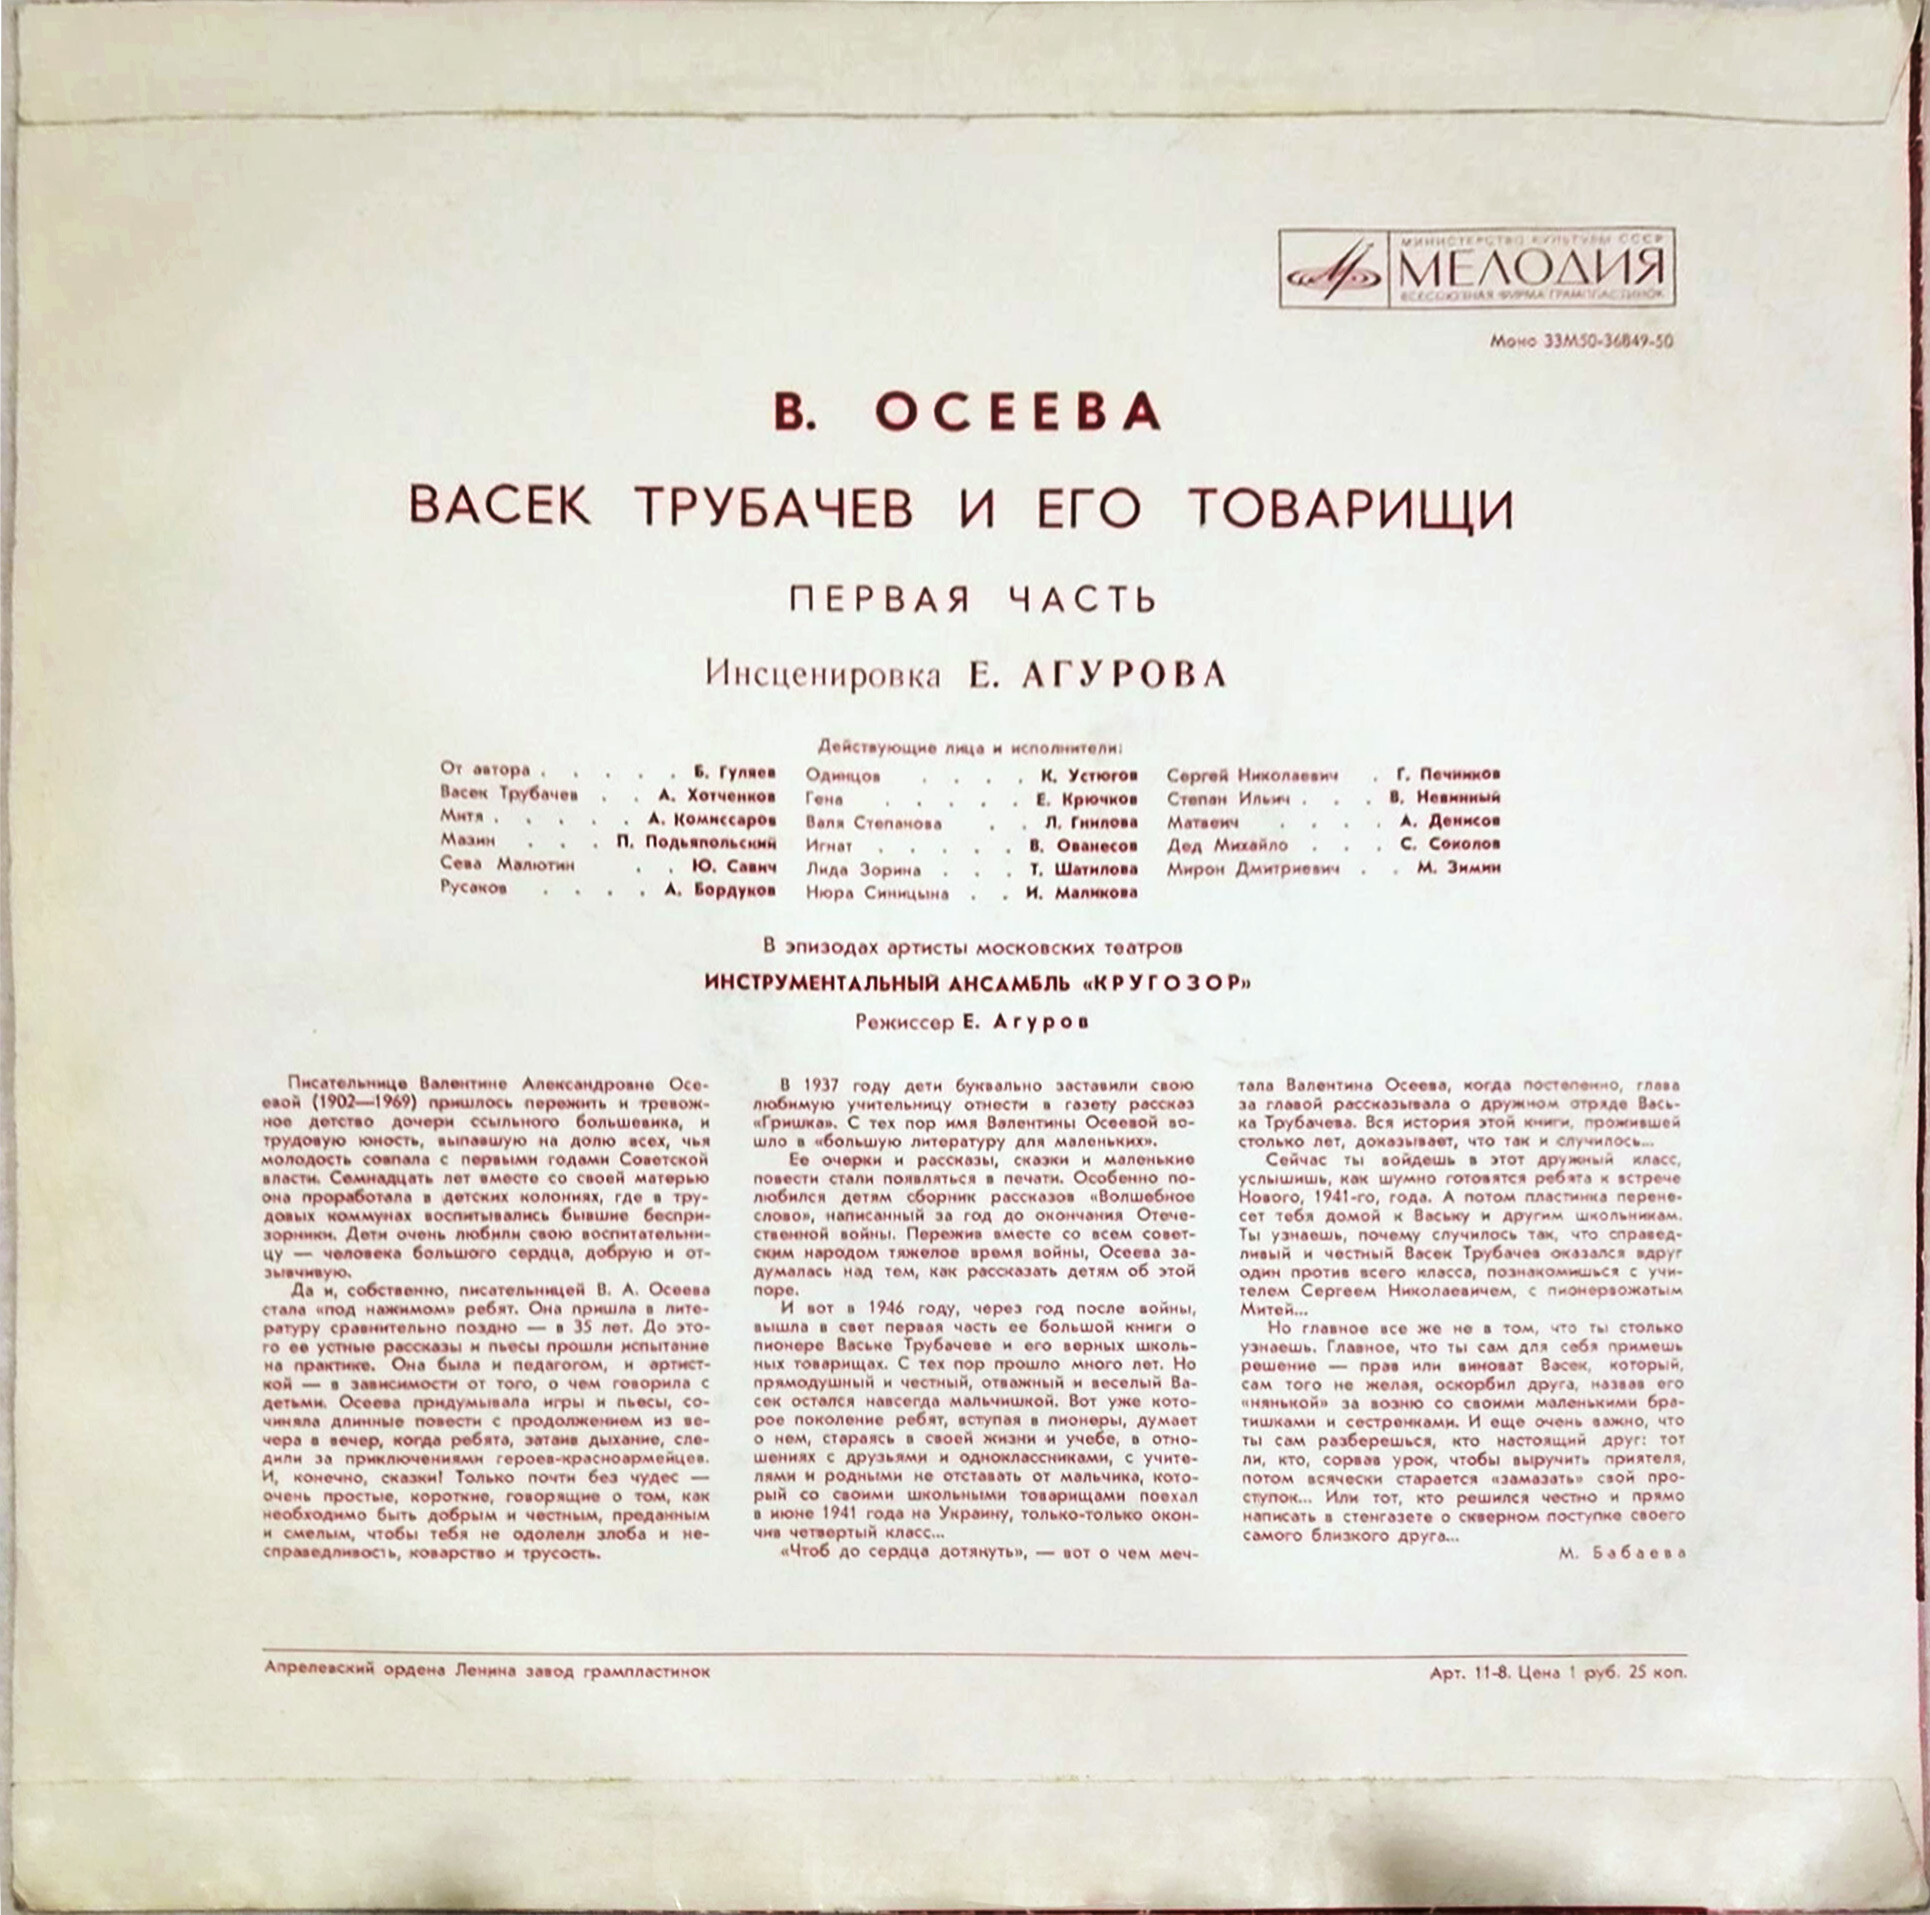 МИНИСТЕРСТВО КУЛЬТУРЫ СССР
МЕЛОДИЯ
ВСЕСОЮЗНАЯ ФИРМА ГРАМПЛАСТИНОК
Моно 33М50-36849-50
В. ОСЕЕВА
ВАСЕК ТРУБАЧЕВ И ЕГО ТОВАРИЩИ
ПЕРВАЯ ЧАСТЬ
Инсценировка Е. АГУРОВА
Действующие лица и исполнители:
От автора . . . . . Б. Гуляев
Васек Трубачев . . А. Хотченков
Митя . . . . . А. Комиссаров
Мазин . . . П. Подьяпольский
Сева Малютин . . Ю. Савич
Русаков . . . . А. Бордуков
Одинцов . . . . К. Устюгов
Гена . . . . . Е. Крючков
Валя Степанова . . Л. Гнилова
Игнат . . . . . В. Ованесов
Лида Зорина . . . Т. Шатилова
Нюра Синицына . . И. Маликова
Сергей Николаевич . Г. Печников
Степан Ильич . . . В. Невинный
Матвеич . . . . А. Денисов
Дед Михайло . . . С. Соколов
Мирон Дмитриевич . . М. Зимин
В эпизодах артисты московских театров
ИНСТРУМЕНТАЛЬНЫЙ АНСАМБЛЬ «КРУГОЗОР»
Режиссер Е. Агуров
Писательнице Валентине Александровне Осе-
евой (1902—1969) пришлось пережить и тревож-
ное детство дочери ссыльного большевика, и
трудовую юность, выпавшую на долю всех, чья
молодость совпала с первыми годами Советской
власти. Семнадцать лет вместе со своей матерью
она проработала в детских колониях, где в тру-
довых коммунах воспитывались бывшие беспри-
зорники. Дети очень любили свою воспитательни-
цу — человека большого сердца, добрую и от-
зывчивую.
Да и, собственно, писательницей В. А. Осеева
стала «под нажимом» ребят. Она пришла в лите-
ратуру сравнительно поздно — в 35 лет. До это-
го ее устные рассказы и пьесы прошли испытание
на практике. Она была и педагогом, и артист-
кой — в зависимости от того, о чем говорила с
детьми. Осеева придумывала игры и пьесы, со-
чиняла длинные повести с продолжением из ве-
чера в вечер, когда ребята, затаив дыхание, сле-
дили за приключениями героев-красноармейцев.
И, конечно, сказки! Только почти без чудес —
очень простые, короткие, говорящие о том, как
необходимо быть добрым и честным, преданным
и смелым, чтобы тебя не одолели злоба и не-
справедливость, коварство и трусость.
В 1937 году дети буквально заставили свою
любимую учительницу отнести в газету рассказ
«Гришка». С тех пор имя Валентины Осеевой во-
шло в «большую литературу для маленьких».
Ее очерки и рассказы, сказки и маленькие
повести стали появляться в печати. Особенно по-
любился детям сборник рассказов «Волшебное
слово», написанный за год до окончания Отече-
ственной войны. Пережив вместе со всем совет-
ским народом тяжелое время войны, Осеева за-
думалась над тем, как рассказать детям об этой
поре.
И вот в 1946 году, через год после войны,
вышла в свет первая часть ее большой книги о
пионере Ваське Трубачеве и его верных школь-
ных товарищах. С тех пор прошло много лет. Но
прямодушный и честный, отважный и веселый Ва-
сек остался навсегда мальчишкой. Вот уже кото-
рое поколение ребят, вступая в пионеры, думает
о нем, стараясь в своей жизни и учебе, в отно-
шениях с друзьями и одноклассниками, с учите-
лями и родными не отставать от мальчика, кото-
рый со своими школьными товарищами поехал
в июне 1941 года на Украину, только-только окон-
чив четвертый класс...
«Чтоб до сердца дотянуть», — вот о чем меч-
тала Валентина Осеева, когда постепенно, глава
за главой рассказывала о дружном отряде Вась-
ка Трубачева. Вся история этой книги, прожившей
столько лет, доказывает, что так и случилось...
Сейчас ты войдешь в этот дружный класс,
услышишь, как шумно готовятся ребята к встрече
Нового, 1941-го, года. А потом пластинка перене-
сет тебя домой к Ваську и другим школьникам.
Ты узнаешь, почему случилось так, что справед-
ливый и честный Васек Трубачев оказался вдруг
один против всего класса, познакомишься с учи-
телем Сергеем Николаевичем, с пионервожатым
Митей...
Но главное все же не в том, что ты столько
узнаешь. Главное, что ты сам для себя примешь
решение — прав или виноват Васек, который,
сам того не желая, оскорбил друга, назвав его
«нянькой» за возню со своими маленькими бра-
тишками и сестренками. И еще очень важно, что
ты сам разберешься, кто настоящий друг: тот
ли, кто, сорвав урок, чтобы выручить приятеля,
потом всячески старается «замазать» свой про-
ступок... Или тот, кто решился честно и прямо
написать в стенгазете о скверном поступке своего
самого близкого друга...
М. Бабаева
Апрелевский ордена Ленина завод грампластинок
Арт. 11-8. Цена 1 руб. 25 коп.